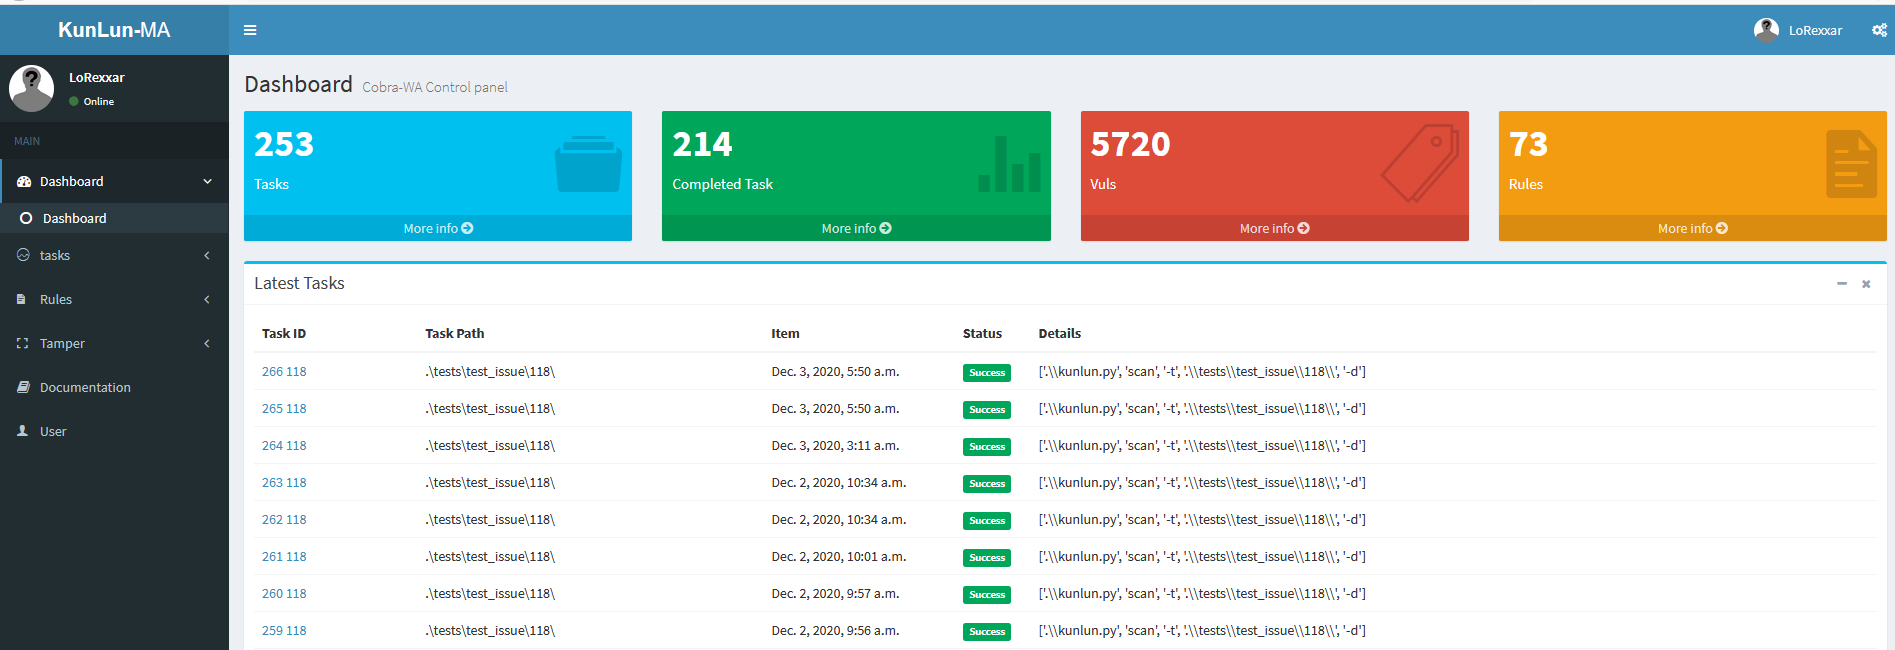 KunLun-MA
LoRexxar
LoRexxar
Online
MAIN
Dashboard
Dashboard
tasks
Rules
Tamper
Documentation
User
Dashboard Cobra-WA Control panel
253
Tasks
More info
214
Completed Task
More info
5720
Vuls
More info
73
Rules
More info
Latest Tasks
Task ID Task Path Item Status Details
266 118 .\tests\test_issue\118\ Dec. 3, 2020, 5:50 a.m. Success ['.\\kunlun.py', 'scan', '-t', '.\\tests\\test_issue\\118\\', '-d']
265 118 .\tests\test_issue\118\ Dec. 3, 2020, 5:50 a.m. Success ['.\\kunlun.py', 'scan', '-t', '.\\tests\\test_issue\\118\\', '-d']
264 118 .\tests\test_issue\118\ Dec. 3, 2020, 3:11 a.m. Success ['.\\kunlun.py', 'scan', '-t', '.\\tests\\test_issue\\118\\', '-d']
263 118 .\tests\test_issue\118\ Dec. 2, 2020, 10:34 a.m. Success ['.\\kunlun.py', 'scan', '-t', '.\\tests\\test_issue\\118\\', '-d']
262 118 .\tests\test_issue\118\ Dec. 2, 2020, 10:34 a.m. Success ['.\\kunlun.py', 'scan', '-t', '.\\tests\\test_issue\\118\\', '-d']
261 118 .\tests\test_issue\118\ Dec. 2, 2020, 10:01 a.m. Success ['.\\kunlun.py', 'scan', '-t', '.\\tests\\test_issue\\118\\', '-d']
260 118 .\tests\test_issue\118\ Dec. 2, 2020, 9:57 a.m. Success ['.\\kunlun.py', 'scan', '-t', '.\\tests\\test_issue\\118\\', '-d']
259 118 .\tests\test_issue\118\ Dec. 2, 2020, 9:56 a.m. Success ['.\\kunlun.py', 'scan', '-t', '.\\tests\\test_issue\\118\\', '-d']